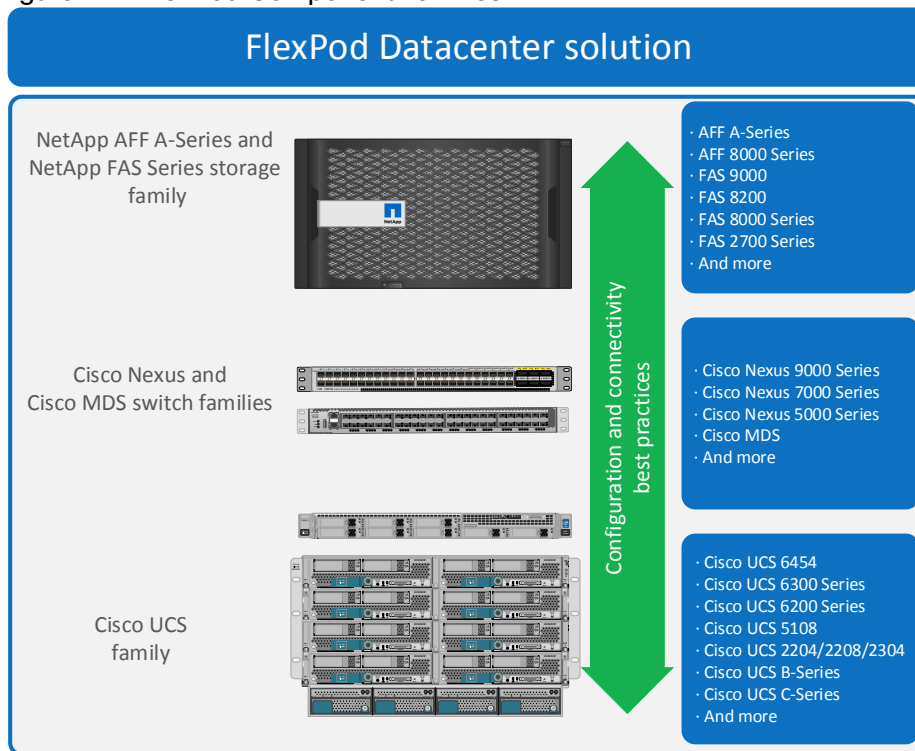 FlexPod Datacenter solution
NetApp AFF A-Series and
NetApp FAS Series storage
family
NetApp
· AFF A-Series
· AFF 8000 Series
· FAS 9000
· FAS 8200
· FAS 8000 Series
· FAS 2700 Series
· And more
Configuration and connectivity
best practices
Cisco Nexus and
Cisco MDS switch families
· Cisco Nexus 9000 Series
· Cisco Nexus 7000 Series
· Cisco Nexus 5000 Series
· Cisco MDS
· And more
Cisco UCS
family
· Cisco UCS 6454
· Cisco UCS 6300 Series
· Cisco UCS 6200 Series
· Cisco UCS 5108
· Cisco UCS 2204/2208/2304
· Cisco UCS B-Series
· Cisco UCS C-Series
· And more